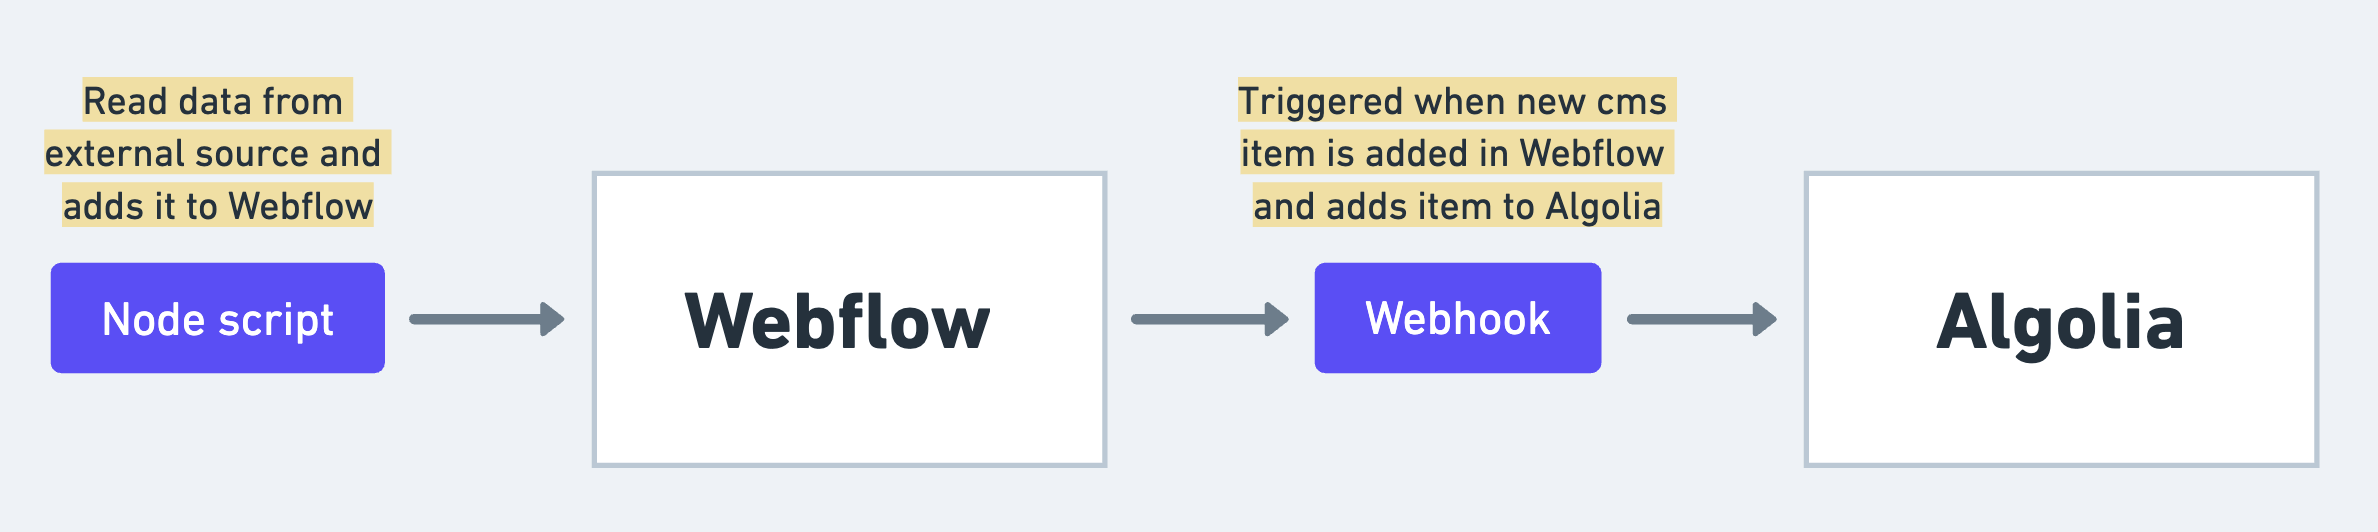 Read data from
external source and
adds it to Webflow
Node script
Webflow
Triggered when new cms
item is added in Webflow
and adds item to Algolia
Webhook
Algolia